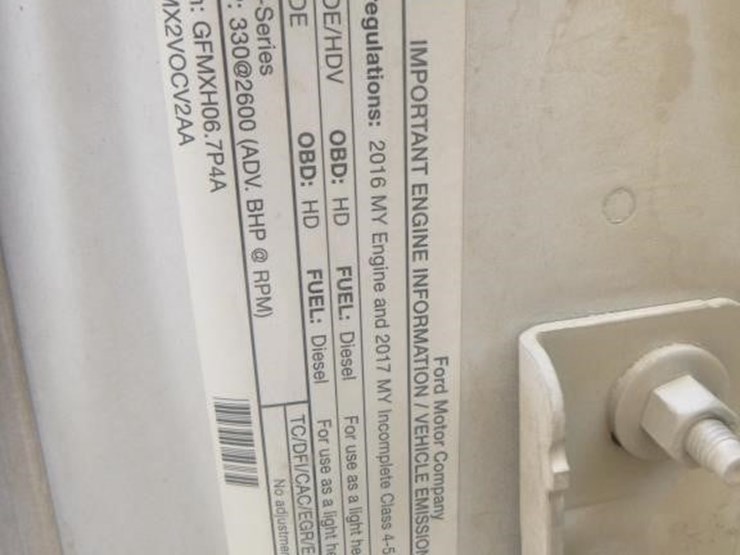 Ford Motor Company
IMPORTANT ENGINE INFORMATION / VEHICLE EMISSION
egulations: 2016 MY Engine and 2017 MY Incomplete Class 4-5
DE/HDV OBD: HD FUEL: Diesel For use as a light he
DE OBD: HD FUEL: Diesel For use as a light he
-Series TC/DFI/CAC/EGR/E
: 330@2600 (ADV. BHP @ RPM) No adjustmen
: GFMXH06.7P4A
MX2VOCV2AA